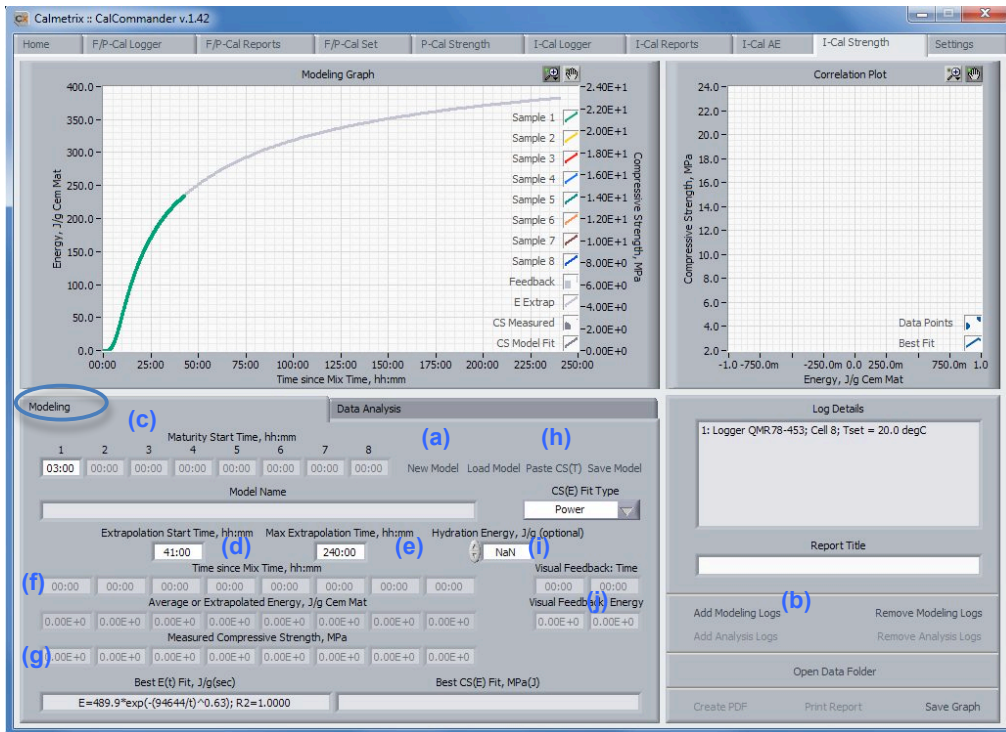 Calmetrix :: CalCommander v.1.42
Home F/P-Cal Logger F/P-Cal Reports F/P-Cal Set P-Cal Strength I-Cal Logger I-Cal Reports I-Cal AE I-Cal Strength Settings
Modeling Graph
400.0
350.0
300.0
250.0
200.0
150.0
100.0
50.0
0.0
Energy, J/g Cem Mat
00:00 25:00 50:00 75:00 100:00 125:00 150:00 175:00 200:00 225:00 250:00
Time since Mix Time, hh:mm
Sample 1
Sample 2
Sample 3
Sample 4
Sample 5
Sample 6
Sample 7
Sample 8
Feedback
E Extrap
CS Measured
CS Model Fit
2.40E+1
2.20E+1
2.00E+1
1.80E+1
1.60E+1
1.40E+1
1.20E+1
1.00E+1
8.00E+0
6.00E+0
4.00E+0
2.00E+0
0.00E+0
Compressive Strength, MPa
Correlation Plot
24.0
22.0
20.0
18.0
16.0
14.0
12.0
10.0
8.0
6.0
4.0
2.0
Compressive Strength, MPa
Data Points
Best Fit
-1.0 -750.0m -250.0m 0.0 250.0m 750.0m 1.0
Energy, J/g Cem Mat
Modeling Data Analysis
(c) (a) (h)
Maturity Start Time, hh:mm
1 2 3 4 5 6 7 8
03:00 00:00 00:00 00:00 00:00 00:00 00:00 00:00
New Model Load Model Paste CS(T) Save Model
Model Name CS(E) Fit Type
Power
Extrapolation Start Time, hh:mm Max Extrapolation Time, hh:mm Hydration Energy, J/g (optional)
41:00 (d) 240:00 (e) NaN (i)
Time since Mix Time, hh:mm Visual Feedback: Time
(f) 00:00 00:00 00:00 00:00 00:00 00:00 00:00 00:00 00:00 00:00
Average or Extrapolated Energy, J/g Cem Mat Visual Feedback: Energy
(j)
0.00E+0 0.00E+0 0.00E+0 0.00E+0 0.00E+0 0.00E+0 0.00E+0 0.00E+0 0.00E+0 0.00E+0
Measured Compressive Strength, MPa
(g) 0.00E+0 0.00E+0 0.00E+0 0.00E+0 0.00E+0 0.00E+0 0.00E+0 0.00E+0
Best E(t) Fit, J/g(sec) Best CS(E) Fit, MPa(J)
E=489.9*exp(-(94644/t)^0.63); R2=1.0000
Log Details
1: Logger QMR78-453; Cell 8; Tset = 20.0 degC
Report Title
(b)
Add Modeling Logs Remove Modeling Logs
Add Analysis Logs Remove Analysis Logs
Open Data Folder
Create PDF Print Report Save Graph